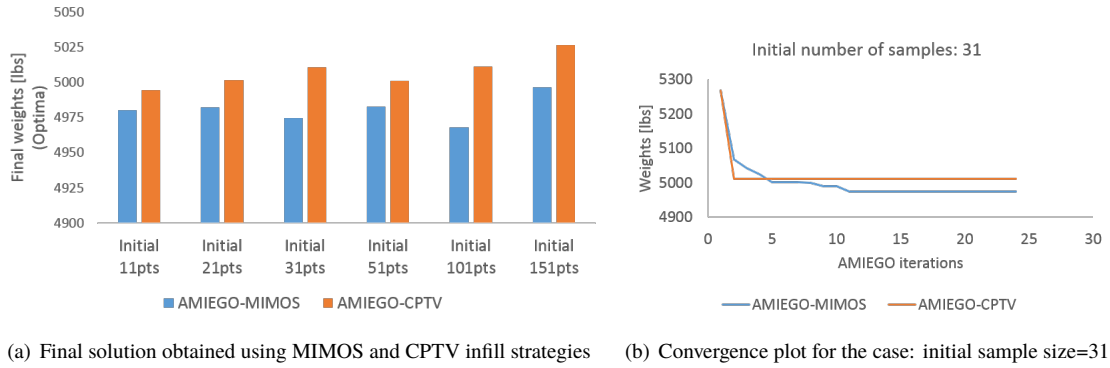 5050
5025
5000
4975
4950
4925
4900
Final weights [lbs]
(Optima)
Initial 11pts
Initial 21pts
Initial 31pts
Initial 51pts
Initial 101pts
Initial 151pts
AMIEGO-MIMOS AMIEGO-CPTV
(a) Final solution obtained using MIMOS and CPTV infill strategies
Initial number of samples: 31
5300
5200
5100
5000
4900
Weights [lbs]
0 5 10 15 20 25 30
AMIEGO iterations
AMIEGO-MIMOS AMIEGO-CPTV
(b) Convergence plot for the case: initial sample size=31